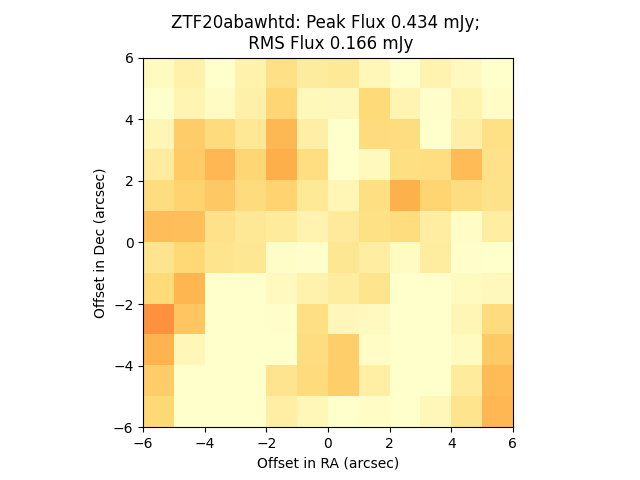 ZTF20abawhtd: Peak Flux 0.434 mJy;
RMS Flux 0.166 mJy
6
4
2
0
−2
−4
−6
Offset in Dec (arcsec)
−6 −4 −2 0 2 4 6
Offset in RA (arcsec)